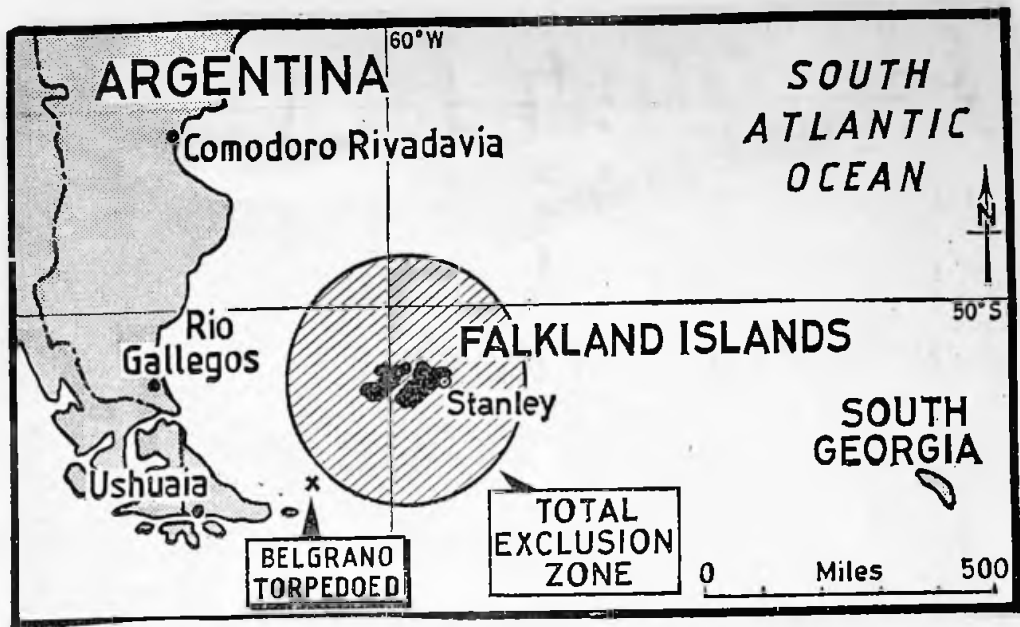 60°W
ARGENTINA
SOUTH
ATLANTIC
OCEAN
Comodoro Rivadavia
N
50°S
Rio
Gallegos
FALKLAND ISLANDS
Stanley
SOUTH
GEORGIA
Ushuaia
x
BELGRANO
TORPEDOED
TOTAL
EXCLUSION
ZONE
0 Miles 500